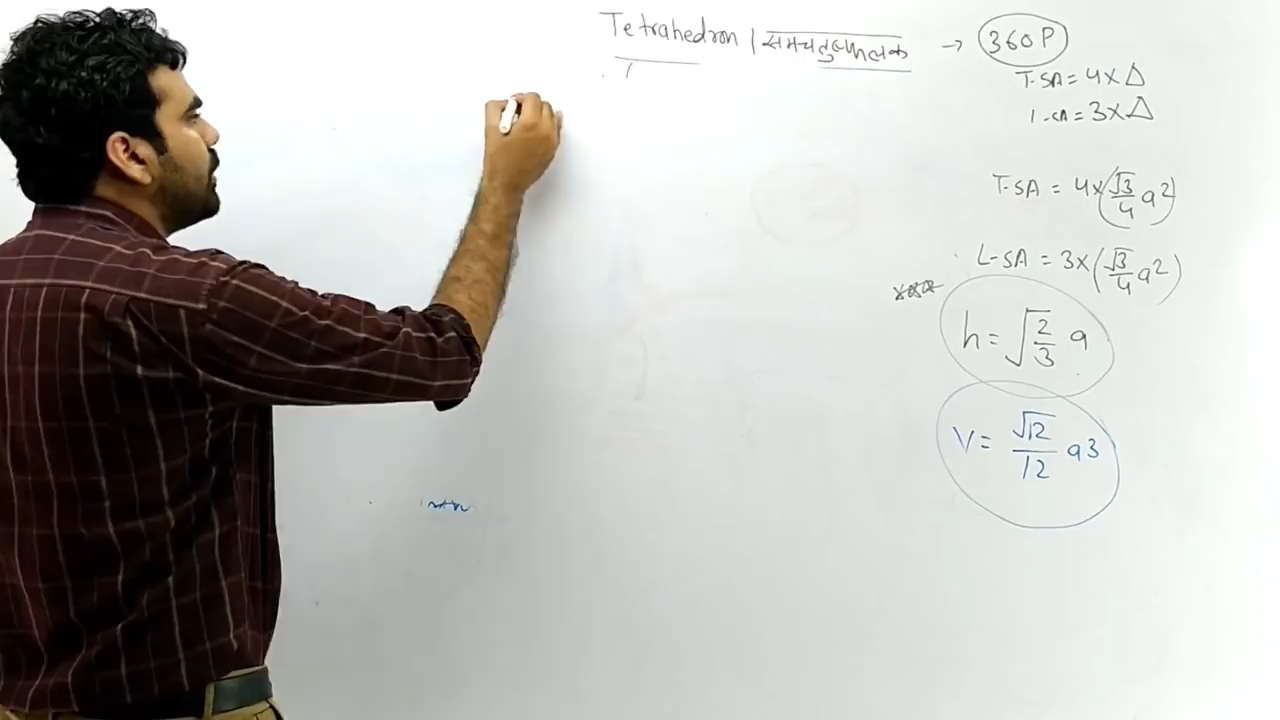 Tetrahedron | समचतुष्फलक → 360P
T-SA = 4 × △
L-SA = 3 × △
T-SA = 4 × (√3/4 a²)
L-SA = 3 × (√3/4 a²)
h = √2/3 a
V = √12/12 a3